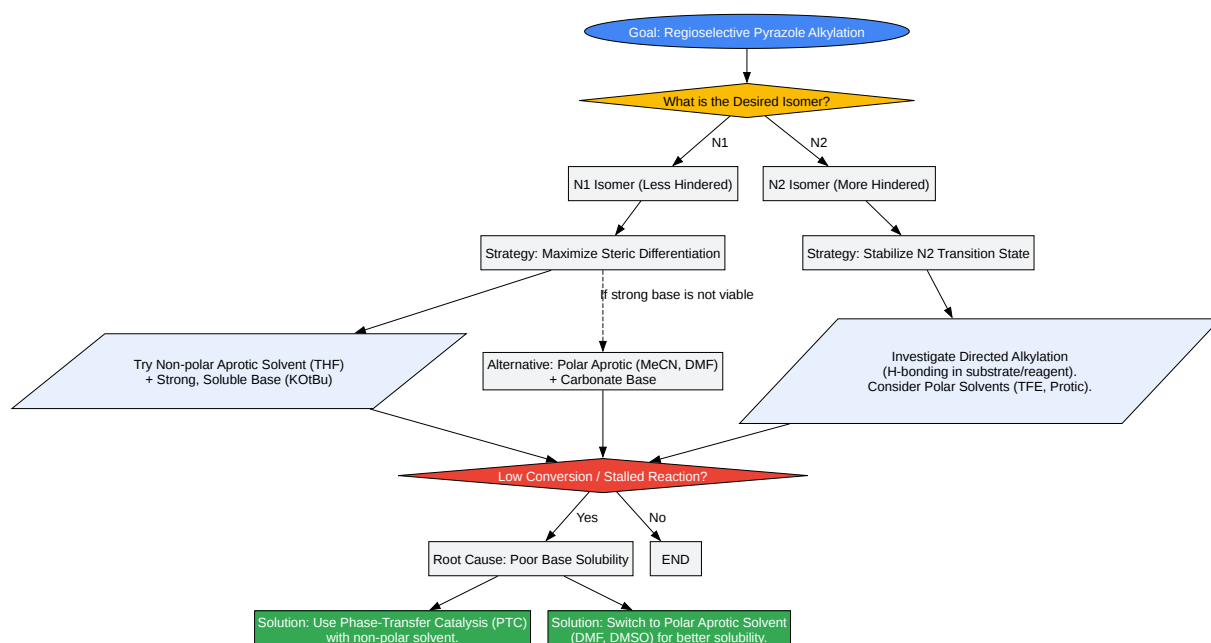 Goal: Regioselective Pyrazole Alkylation
What is the Desired Isomer?
N1
N2
N1 Isomer (Less Hindered)
N2 Isomer (More Hindered)
Strategy: Maximize Steric Differentiation
Strategy: Stabilize N2 Transition State
If strong base is not viable
Try Non-polar Aprotic Solvent (THF)
+ Strong, Soluble Base (KOtBu)
Alternative: Polar Aprotic (MeCN, DMF)
+ Carbonate Base
Investigate Directed Alkylation
(H-bonding in substrate/reagent).
Consider Polar Solvents (TFE, Protic).
Low Conversion / Stalled Reaction?
Yes
No
Root Cause: Poor Base Solubility
END
Solution: Use Phase-Transfer Catalysis (PTC)
with non-polar solvent.
Solution: Switch to Polar Aprotic Solvent
(DMF, DMSO) for better solubility.